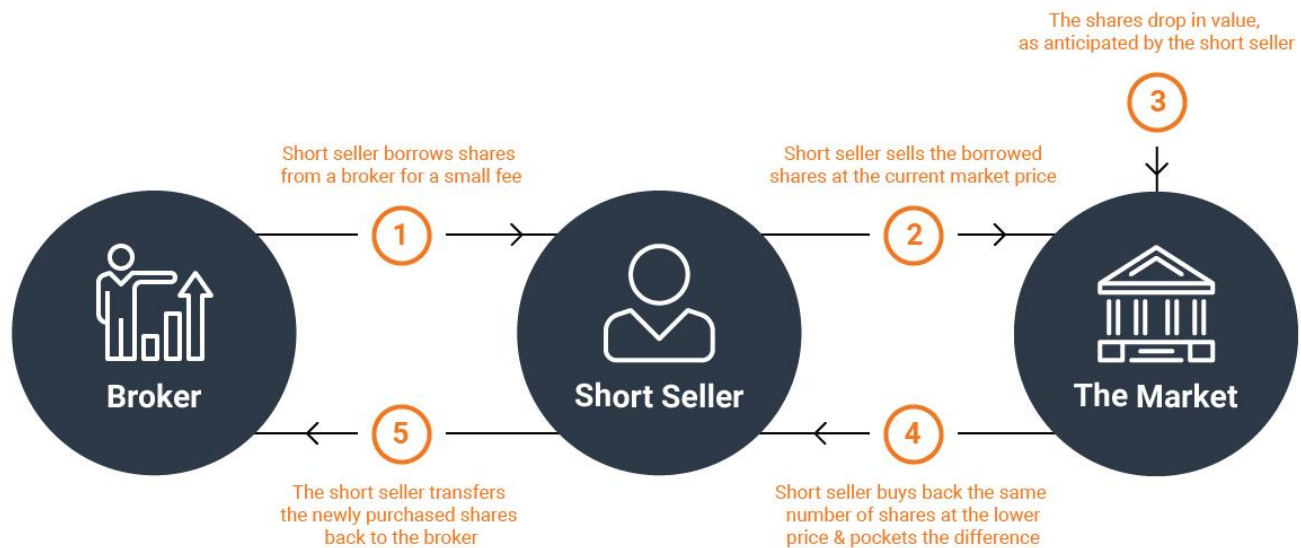 The shares drop in value,
as anticipated by the short seller
3
Short seller borrows shares
from a broker for a small fee
1
Short seller sells the borrowed
shares at the current market price
2
Broker
Short Seller
The Market
5
The short seller transfers
the newly purchased shares
back to the broker
4
Short seller buys back the same
number of shares at the lower
price & pockets the difference